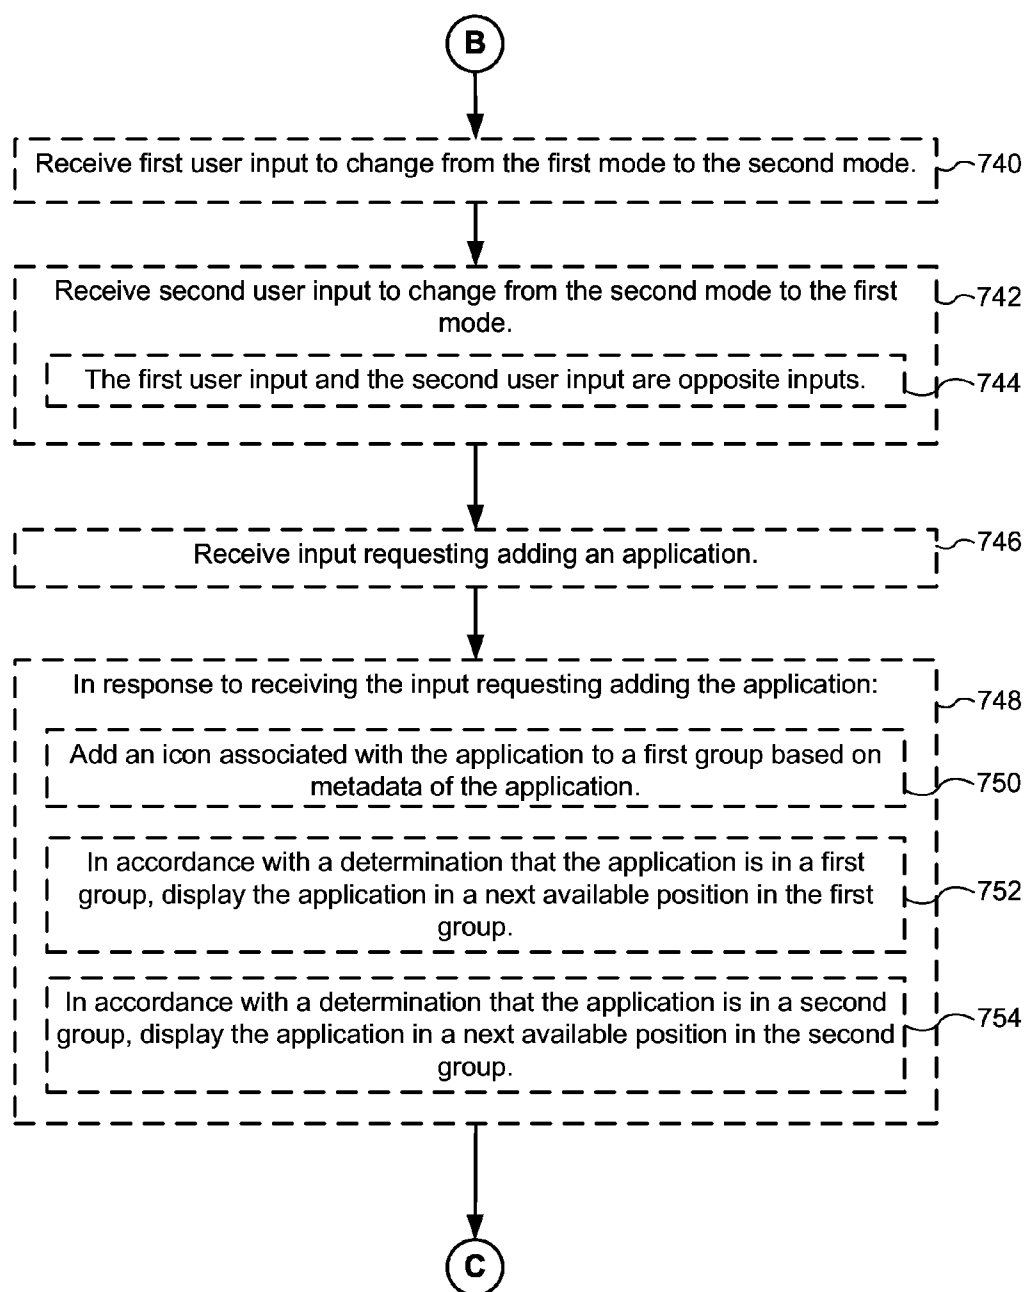 B
Receive first user input to change from the first mode to the second mode.
740
Receive second user input to change from the second mode to the first
mode.
742
The first user input and the second user input are opposite inputs.
744
Receive input requesting adding an application.
746
In response to receiving the input requesting adding the application:
748
Add an icon associated with the application to a first group based on
metadata of the application.
750
In accordance with a determination that the application is in a first
group, display the application in a next available position in the first
group.
752
In accordance with a determination that the application is in a second
group, display the application in a next available position in the second
group.
754
C